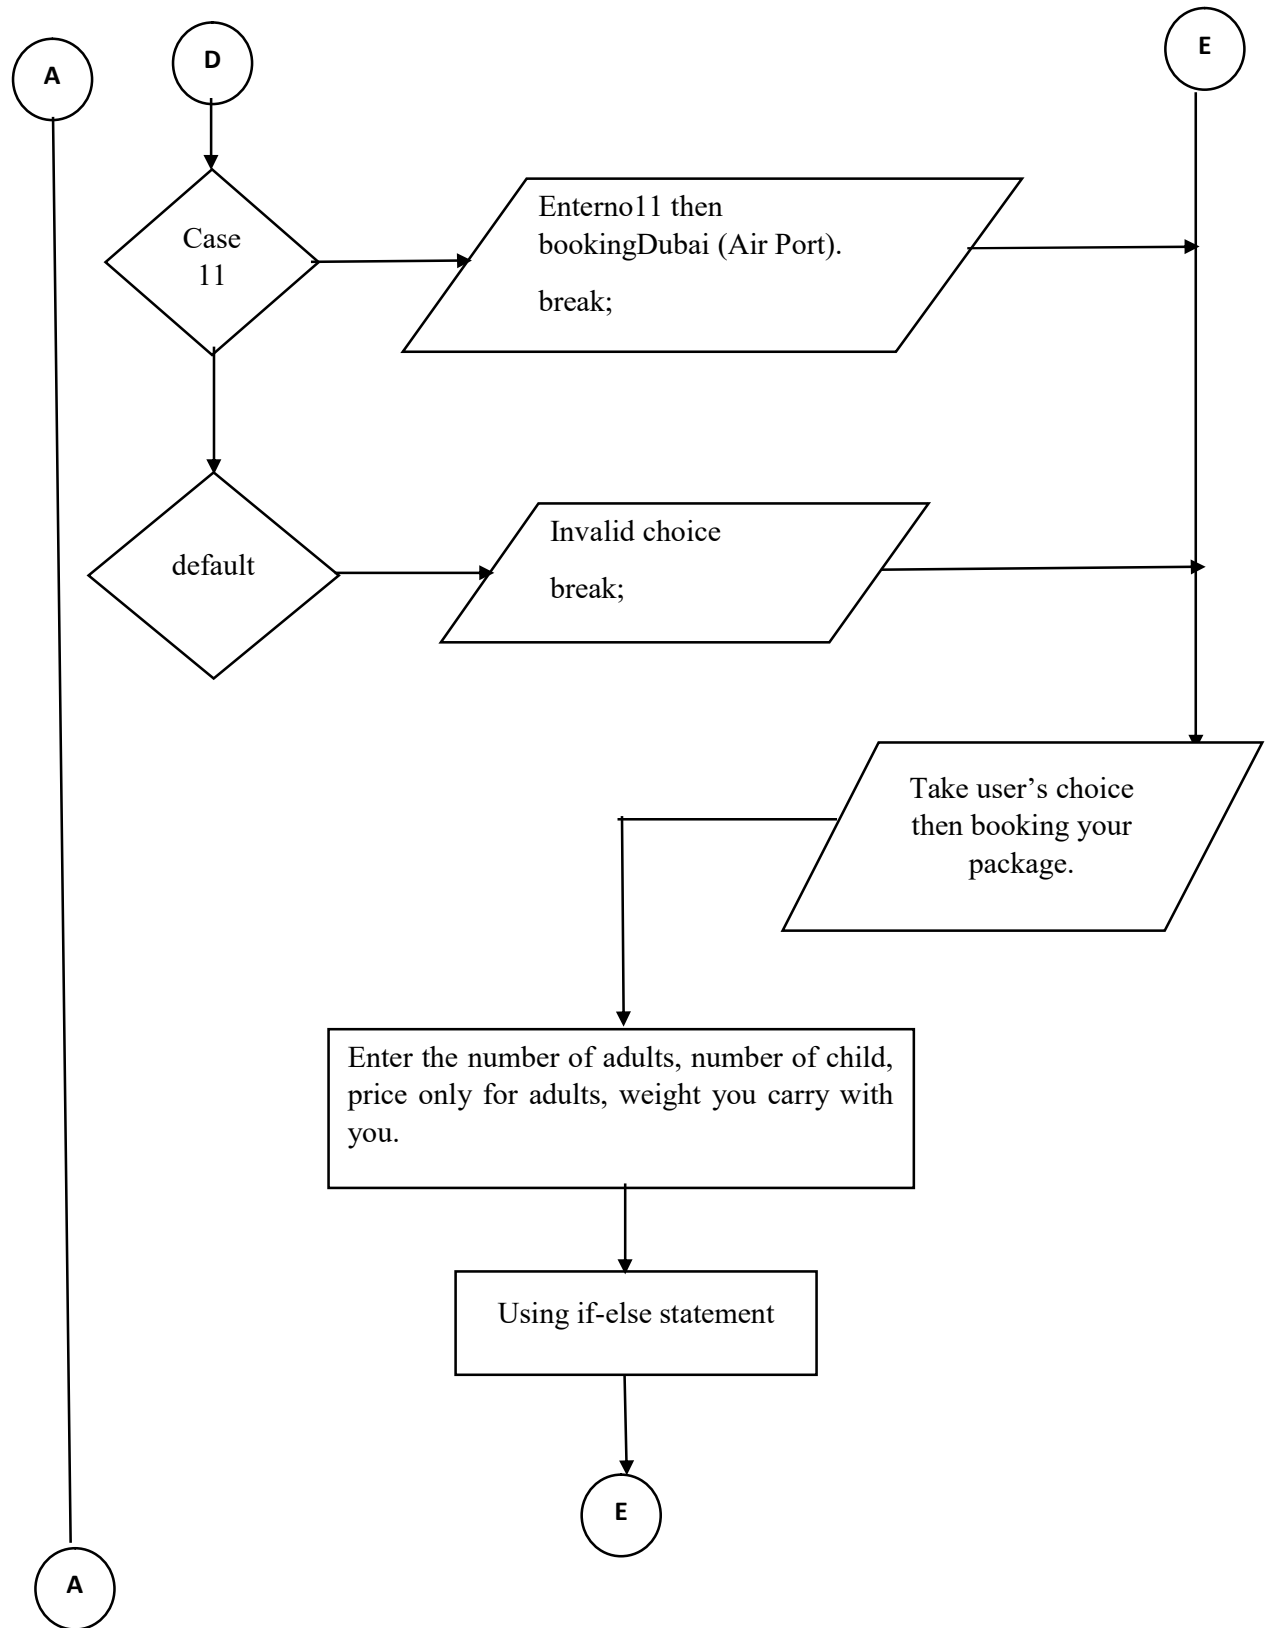 A
D
E
Case
11
Enterno11 then
bookingDubai (Air Port).
break;
default
Invalid choice
break;
Take user’s choice
then booking your
package.
Enter the number of adults, number of child,
price only for adults, weight you carry with
you.
Using if-else statement
E
A